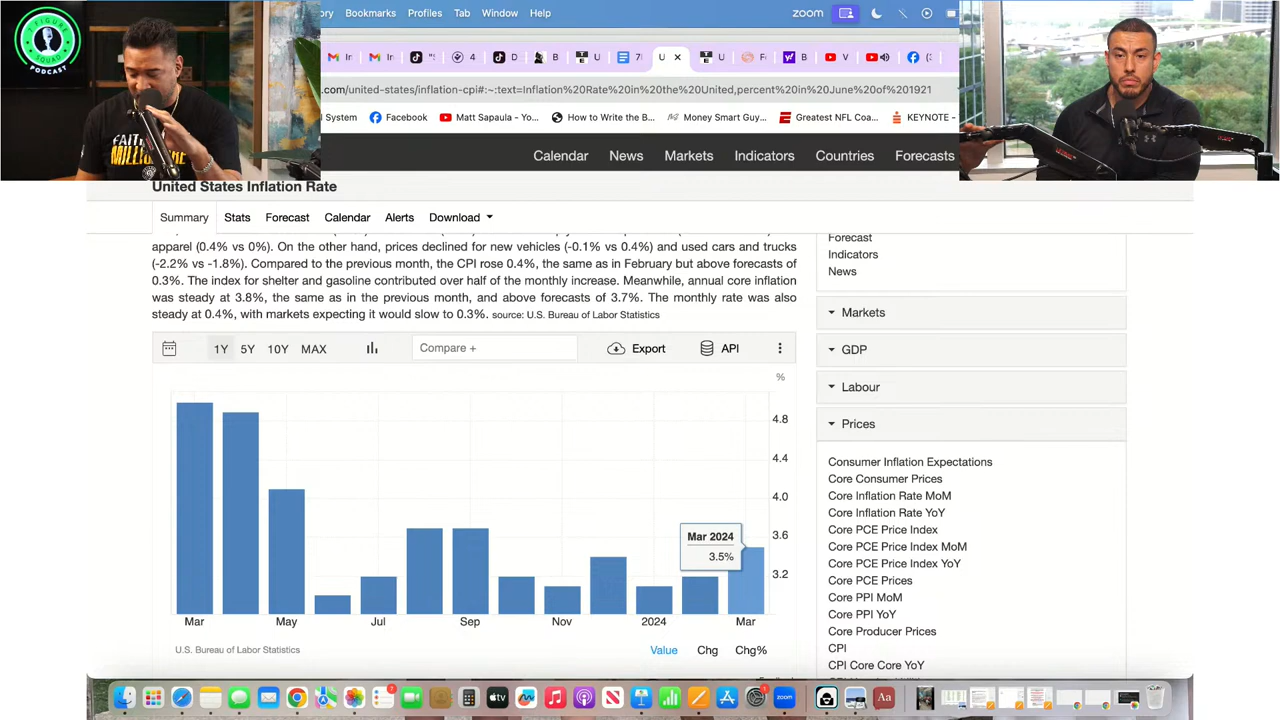 7 FIGURE
SQUAD
PODCAST
FAITH
MILLIONAIRE
ory Bookmarks Profiles Tab Window Help
zoom
.com/united-states/inflation-cpi#:~:text=Inflation%20Rate%20in%20the%20United,percent%20in%20June%20of%201921
System Facebook Matt Sapaula - Yo... How to Write the B... Money Smart Guy... Greatest NFL Coa... KEYNOTE -
Calendar News Markets Indicators Countries Forecasts
United States Inflation Rate
Summary Stats Forecast Calendar Alerts Download
apparel (0.4% vs 0%). On the other hand, prices declined for new vehicles (-0.1% vs 0.4%) and used cars and trucks
(-2.2% vs -1.8%). Compared to the previous month, the CPI rose 0.4%, the same as in February but above forecasts of
0.3%. The index for shelter and gasoline contributed over half of the monthly increase. Meanwhile, annual core inflation
was steady at 3.8%, the same as in the previous month, and above forecasts of 3.7%. The monthly rate was also
steady at 0.4%, with markets expecting it would slow to 0.3%. source: U.S. Bureau of Labor Statistics
1Y 5Y 10Y MAX Compare + Export API
%
4.8
4.4
4.0
3.6
3.2
Mar 2024
3.5%
Mar May Jul Sep Nov 2024 Mar
U.S. Bureau of Labor Statistics Value Chg Chg%
Forecast
Indicators
News
Markets
GDP
Labour
Prices
Consumer Inflation Expectations
Core Consumer Prices
Core Inflation Rate MoM
Core Inflation Rate YoY
Core PCE Price Index
Core PCE Price Index MoM
Core PCE Price Index YoY
Core PCE Prices
Core PPI MoM
Core PPI YoY
Core Producer Prices
CPI
CPI Core Core YoY